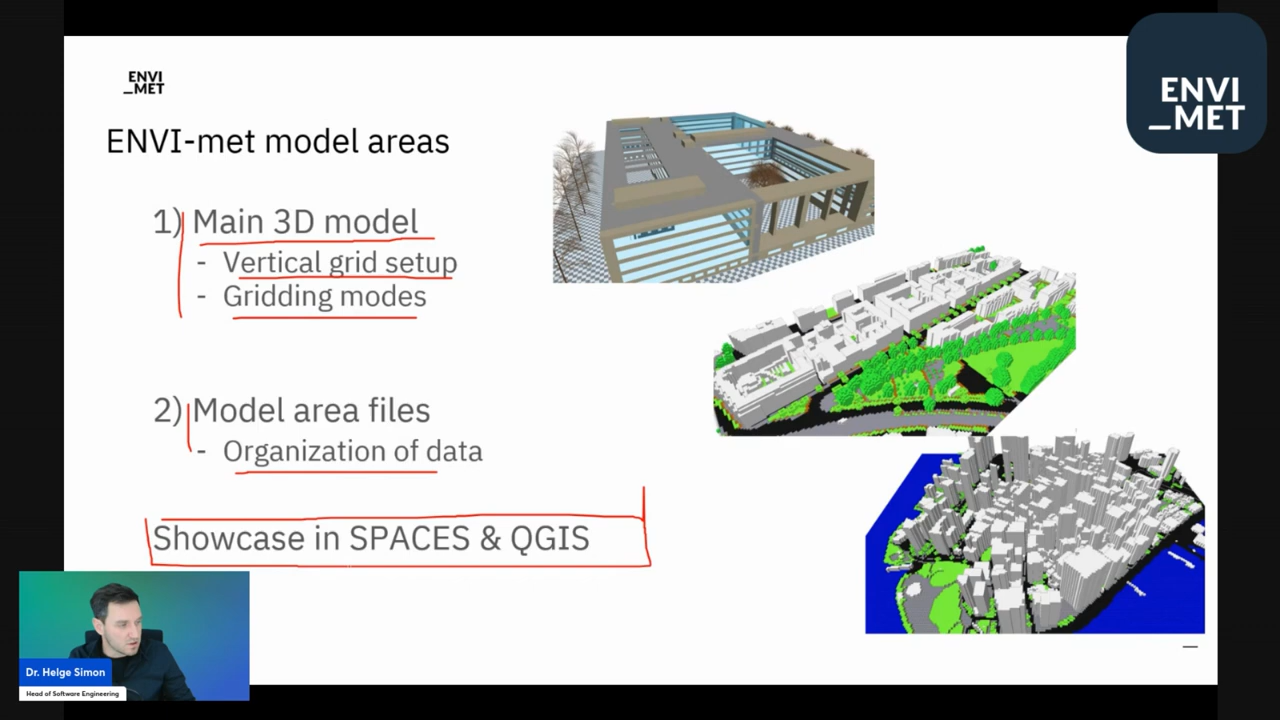 ENVI
_MET
ENVI
_MET
ENVI-met model areas
1) Main 3D model
- Vertical grid setup
- Gridding modes
2) Model area files
- Organization of data
Showcase in SPACES & QGIS
Dr. Helge Simon
Head of Software Engineering